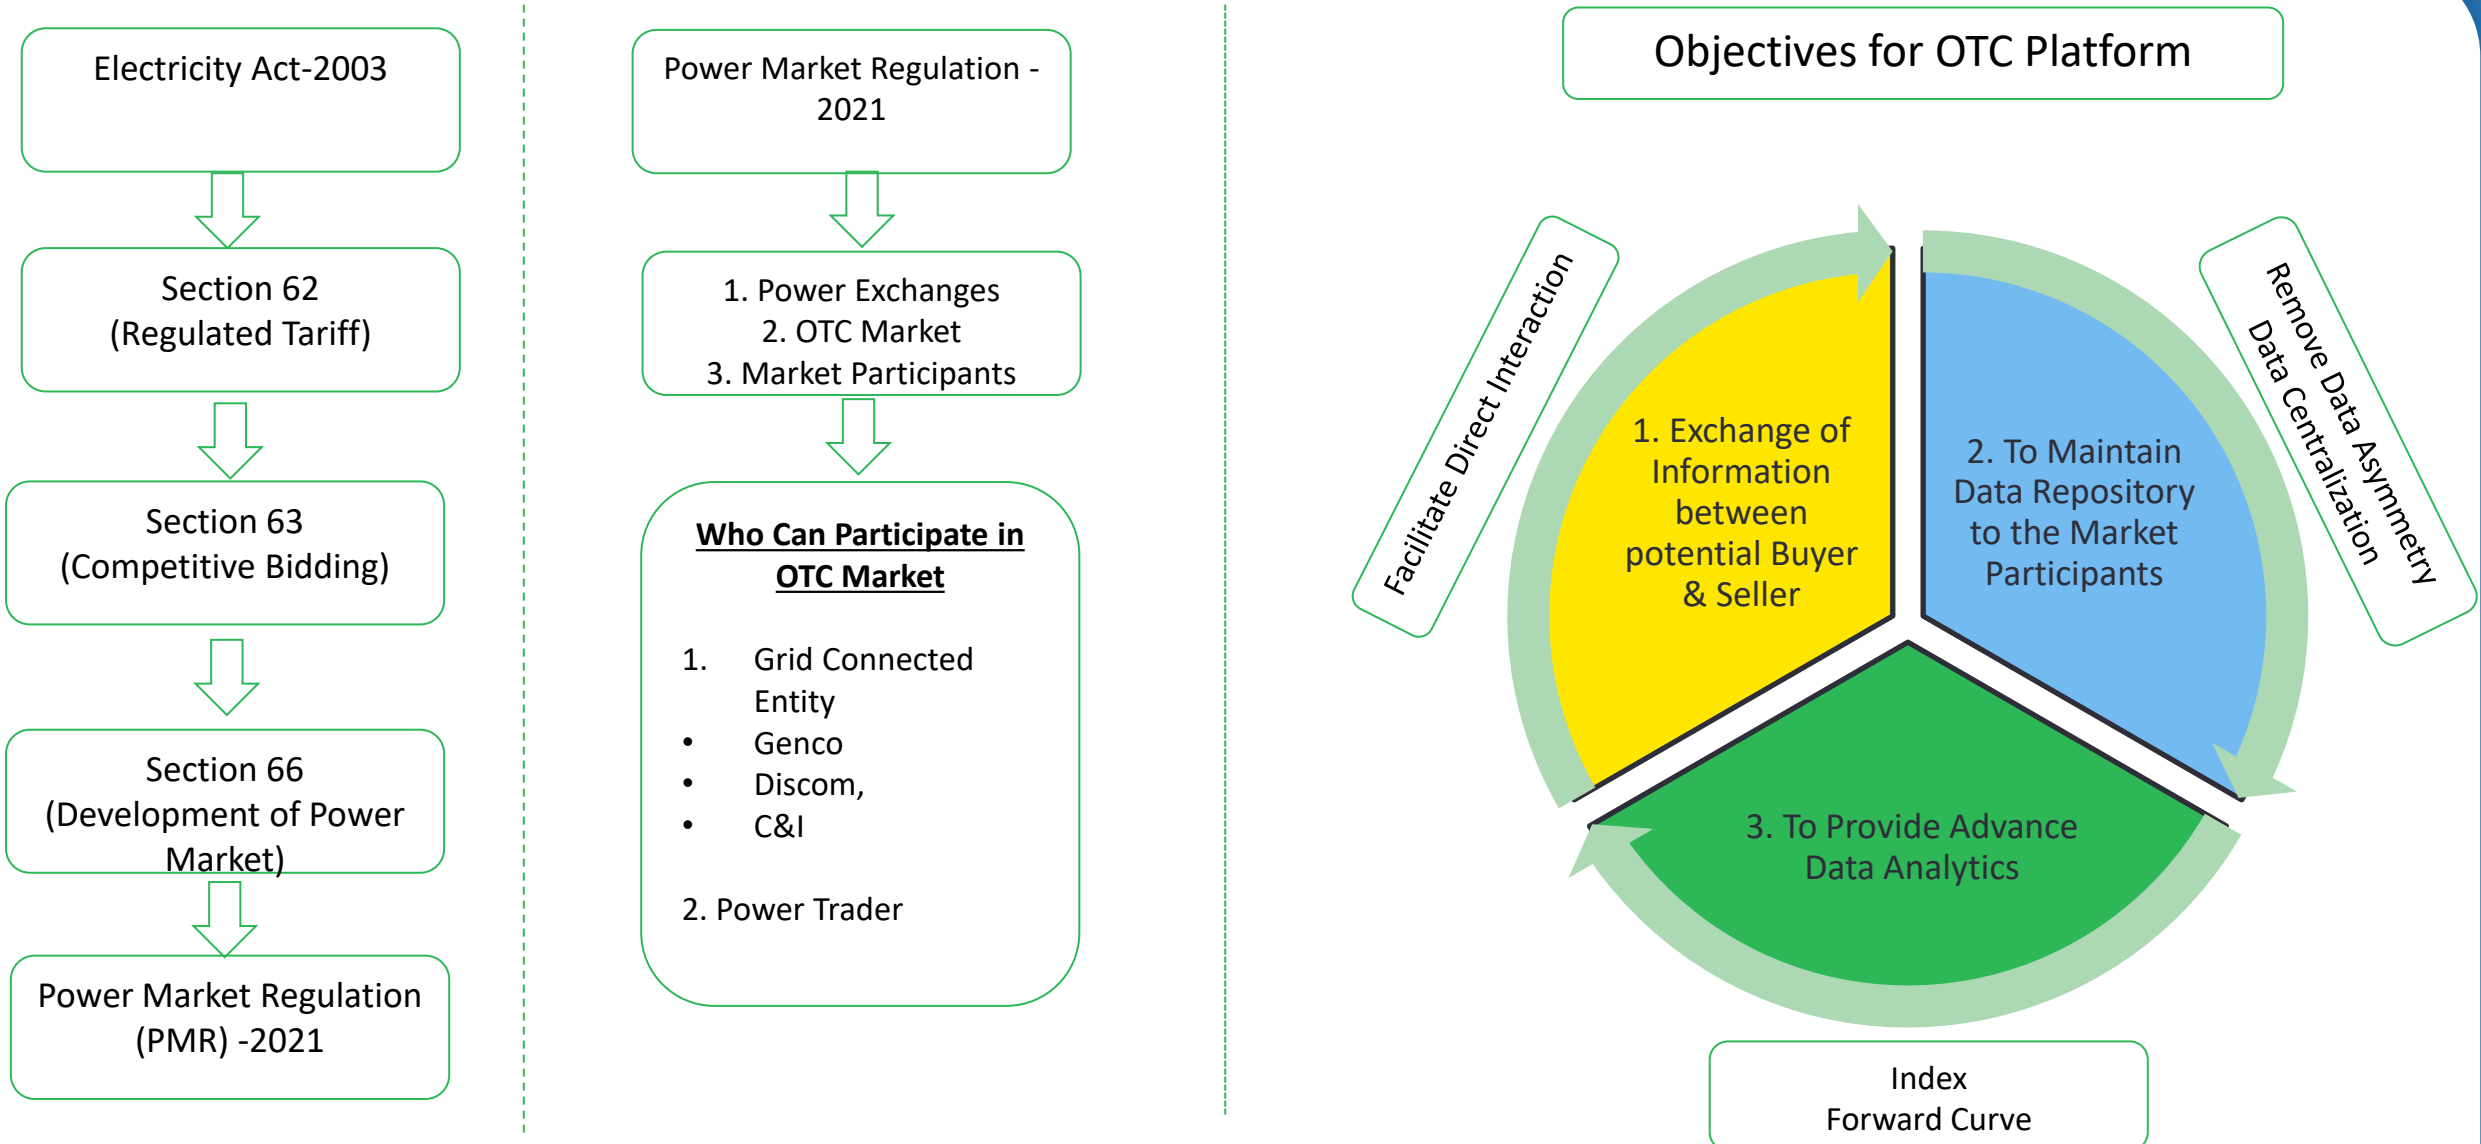 Electricity Act-2003
Section 62
(Regulated Tariff)
Section 63
(Competitive Bidding)
Section 66
(Development of Power
Market)
Power Market Regulation
(PMR) -2021
Power Market Regulation -
2021
1. Power Exchanges
2. OTC Market
3. Market Participants
Who Can Participate in
OTC Market
1. Grid Connected
Entity
• Genco
• Discom,
• C&I
2. Power Trader
Objectives for OTC Platform
Facilitate Direct Interaction
1. Exchange of
Information
between
potential Buyer
& Seller
2. To Maintain
Data Repository
to the Market
Participants
Remove Data Asymmetry
Data Centralization
3. To Provide Advance
Data Analytics
Index
Forward Curve